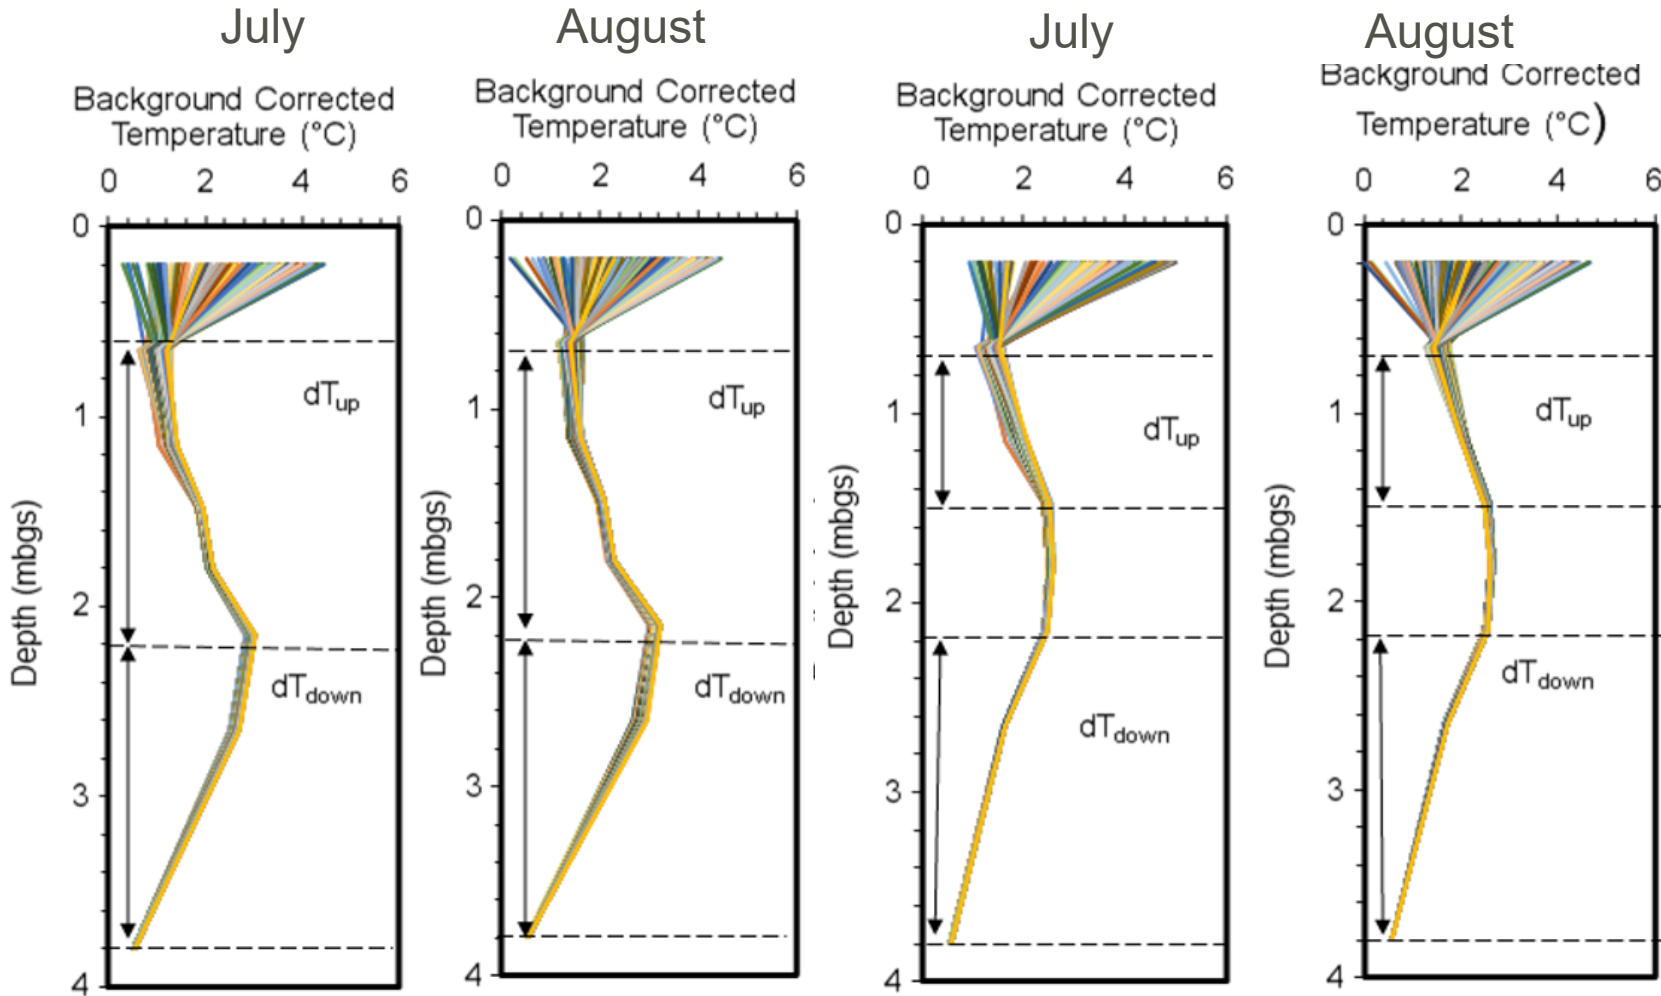 July
August
July
August
Background Corrected
Temperature (°C)
0 2 4 6
0
1
2
3
4
Depth (mbgs)
dTup
dTdown
Background Corrected
Temperature (°C)
0 2 4 6
0
1
2
3
4
Depth (mbgs)
dTup
dTdown
Background Corrected
Temperature (°C)
0 2 4 6
0
1
2
3
4
Depth (mbgs)
dTup
dTdown
Background Corrected
Temperature (°C)
0 2 4 6
0
1
2
3
4
Depth (mbgs)
dTup
dTdown